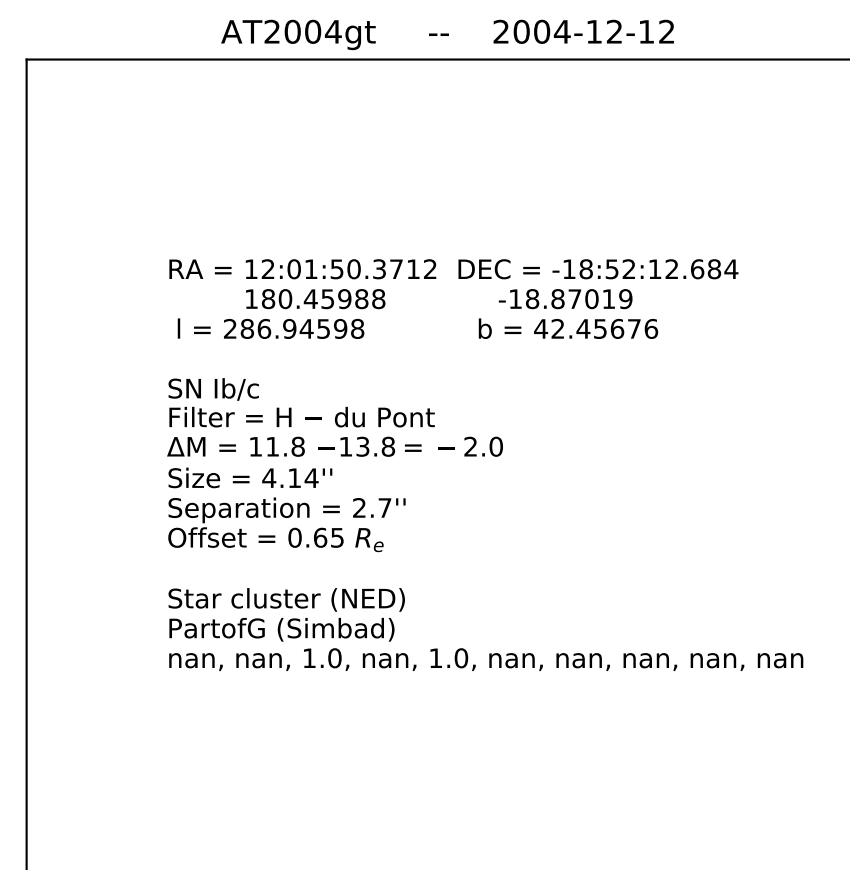 AT2004gt -- 2004-12-12
RA = 12:01:50.3712 DEC = -18:52:12.684
180.45988 -18.87019
l = 286.94598 b = 42.45676
SN Ib/c
Filter = H − du Pont
ΔM = 11.8 −13.8 = −2.0
Size = 4.14''
Separation = 2.7''
Offset = 0.65 Re
Star cluster (NED)
PartofG (Simbad)
nan, nan, 1.0, nan, 1.0, nan, nan, nan, nan, nan